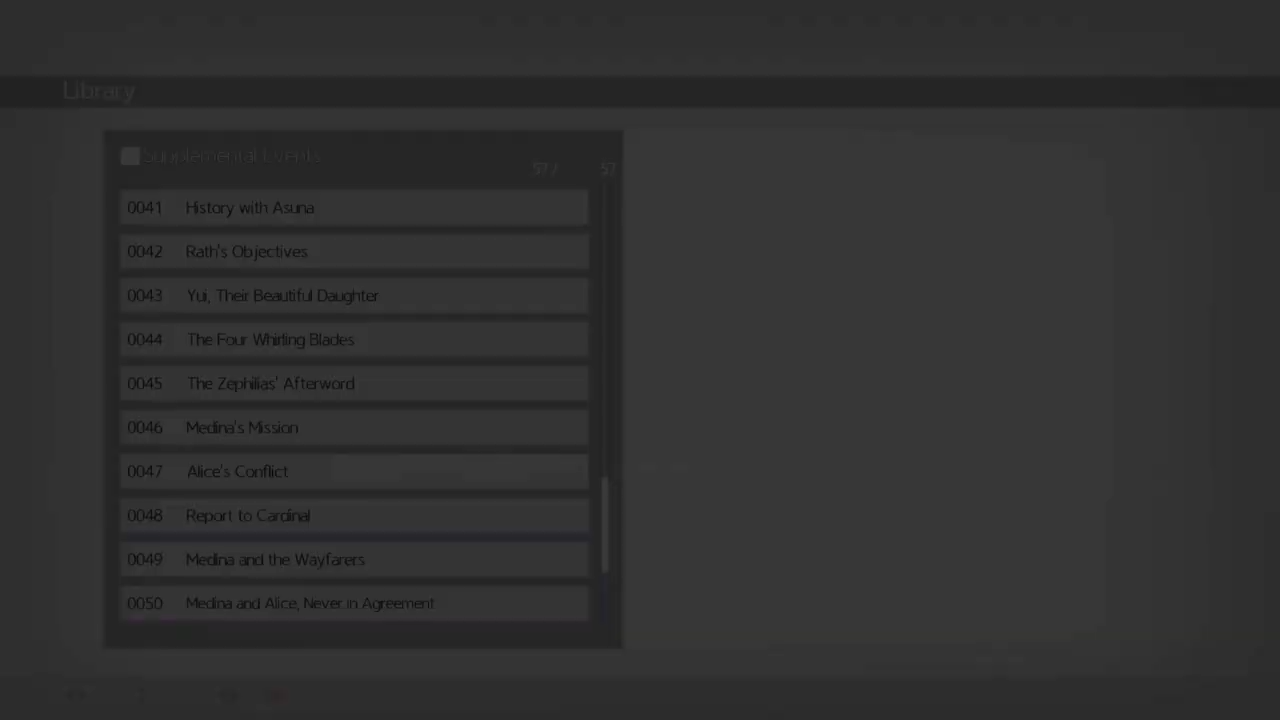 Library
Supplemental Events
57 / 57
0041 History with Asuna
0042 Rath's Objectives
0043 Yui, Their Beautiful Daughter
0044 The Four Whirling Blades
0045 The Zephilias' Afterword
0046 Medina's Mission
0047 Alice's Conflict
0048 Report to Cardinal
0049 Medina and the Wayfarers
0050 Medina and Alice, Never in Agreement